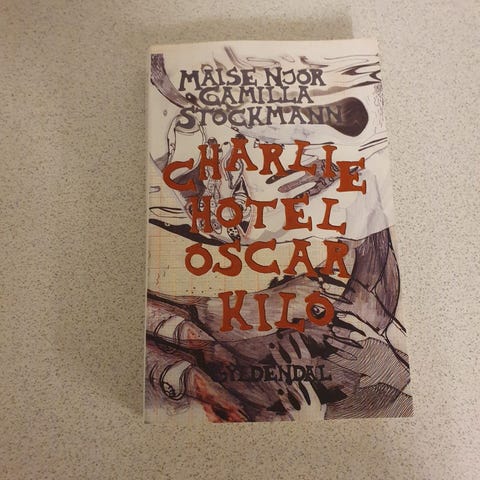 MAISE NJOR
CAMILLA
STOCKMANN
CHARLIE
HOTEL
OSCAR
KILO
GYLDENDAL